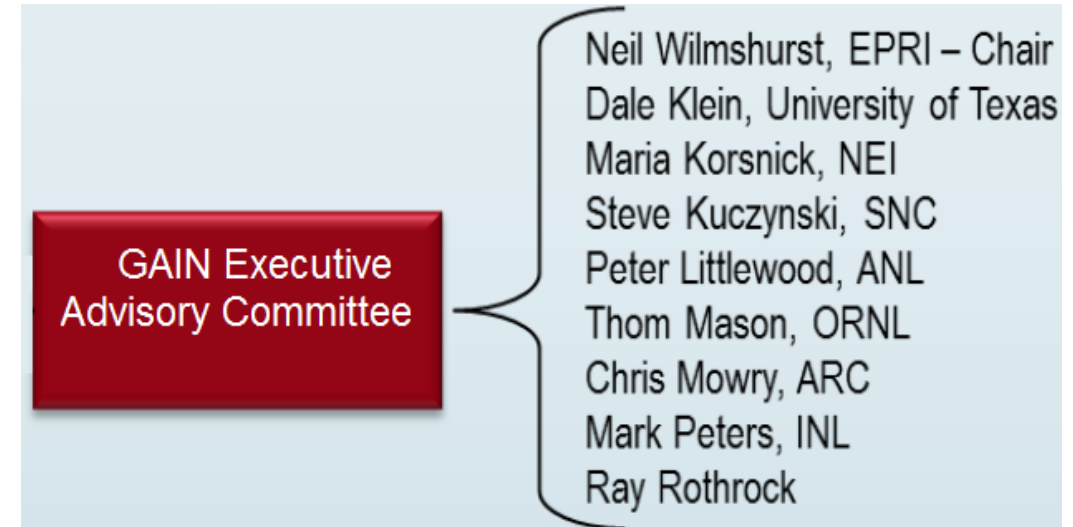 GAIN Executive
Advisory Committee
Neil Wilmshurst, EPRI – Chair
Dale Klein, University of Texas
Maria Korsnick, NEI
Steve Kuczynski, SNC
Peter Littlewood, ANL
Thom Mason, ORNL
Chris Mowry, ARC
Mark Peters, INL
Ray Rothrock